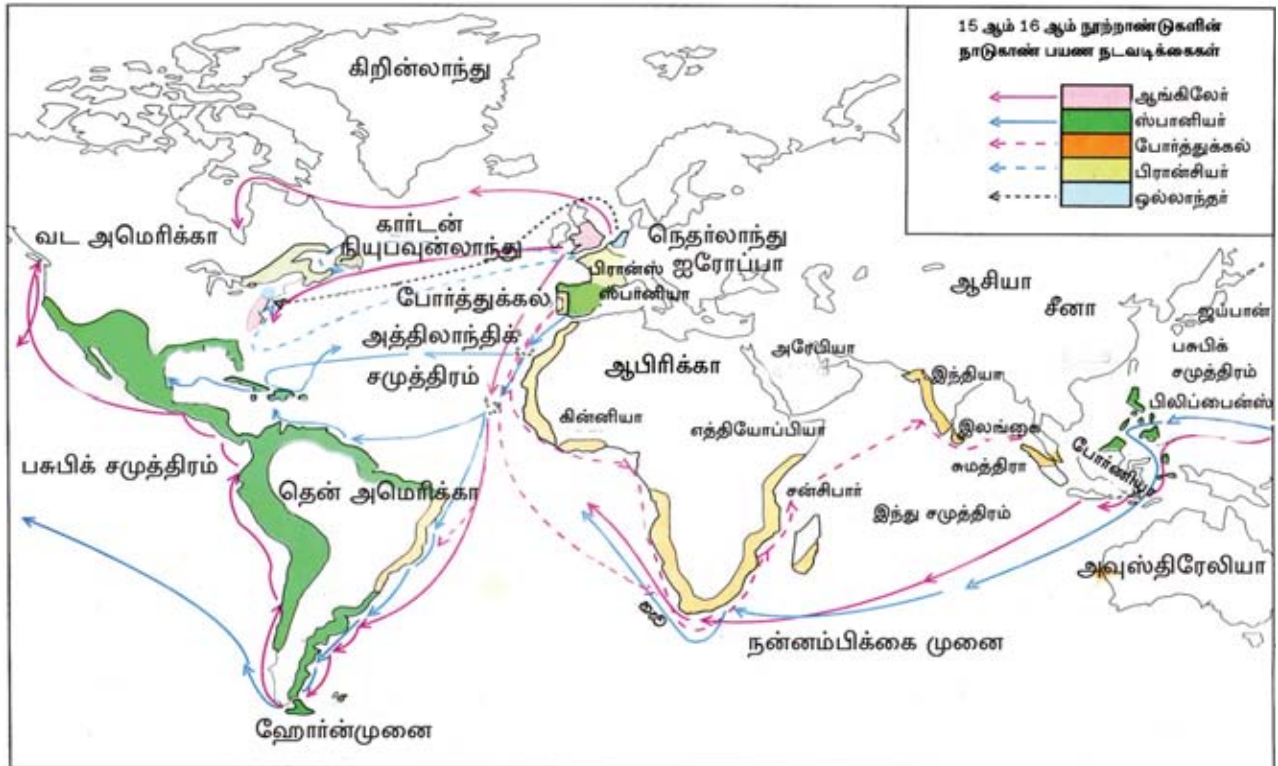 15 ஆம் 16 ஆம் நூற்றாண்டுகளின்
நாடுகாண் பயண நடவடிக்கைகள்
ஆங்கிலேர்
ஸ்பானியர்
போர்த்துக்கல்
பிரான்சியர்
ஒல்லாந்தர்
கிறின்லாந்து
வட அமெரிக்கா
கார்டன்
நியுபவுன்லாந்து
நெதர்லாந்து
பிரான்ஸ்
ஐரோப்பா
போர்த்துக்கல்
ஸ்பானியா
ஆசியா
சீனா
ஜப்பான்
அத்திலாந்திக்
சமுத்திரம்
ஆபிரிக்கா
அரேபியா
இந்தியா
பசுபிக்
சமுத்திரம்
பிலிப்பைன்ஸ்
கின்னியா
எத்தியோப்பியா
இலங்கை
பசுபிக் சமுத்திரம்
தென் அமெரிக்கா
சன்சிபார்
சுமத்திரா
போர்ணியா
இந்து சமுத்திரம்
அவுஸ்திரேலியா
நன்னம்பிக்கை முனை
ஹோர்ன்முனை